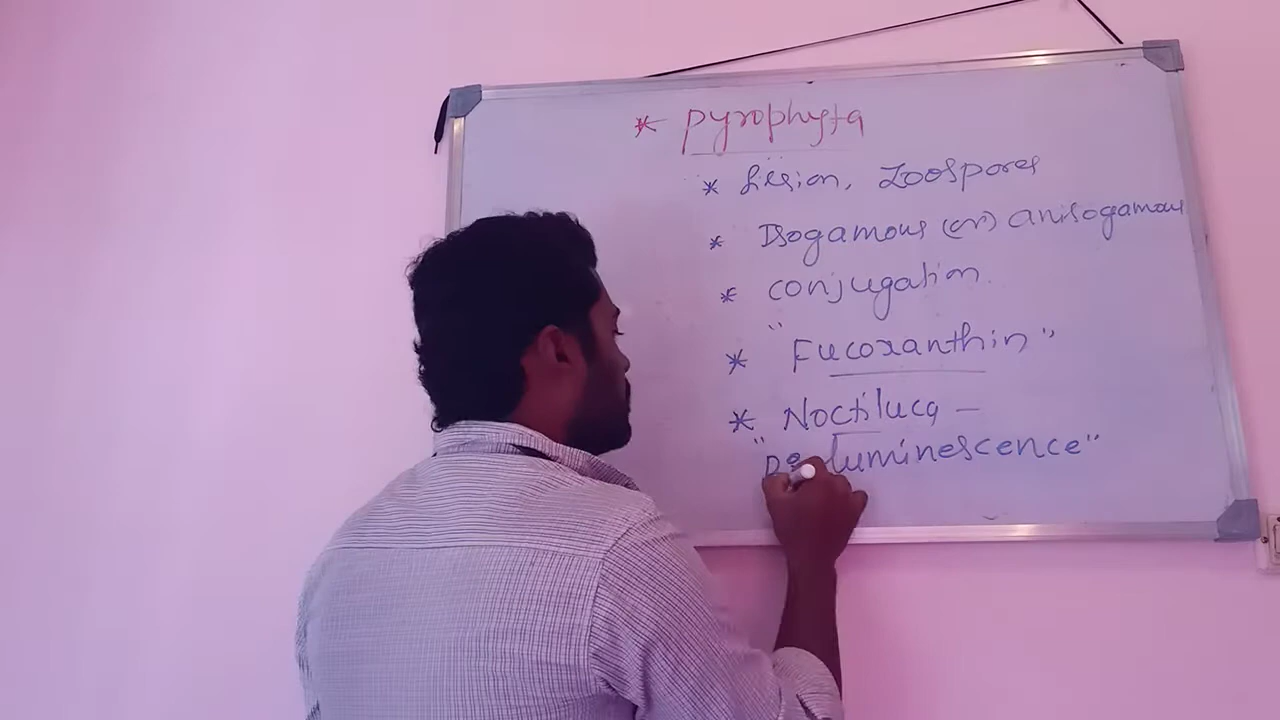 * Pyrophyta
* fission, Zoospores
* Isogamous (or) anisogamous
* conjugation.
* "Fucoxanthin"
* Noctiluca –
luminescence"